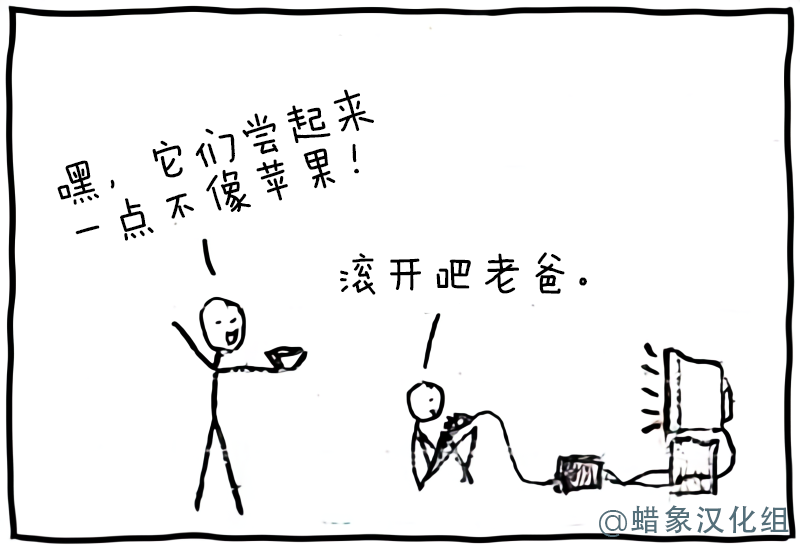 嘿，它们尝起来
一点不像苹果！
滚开吧老爸。
@蜡象汉化组